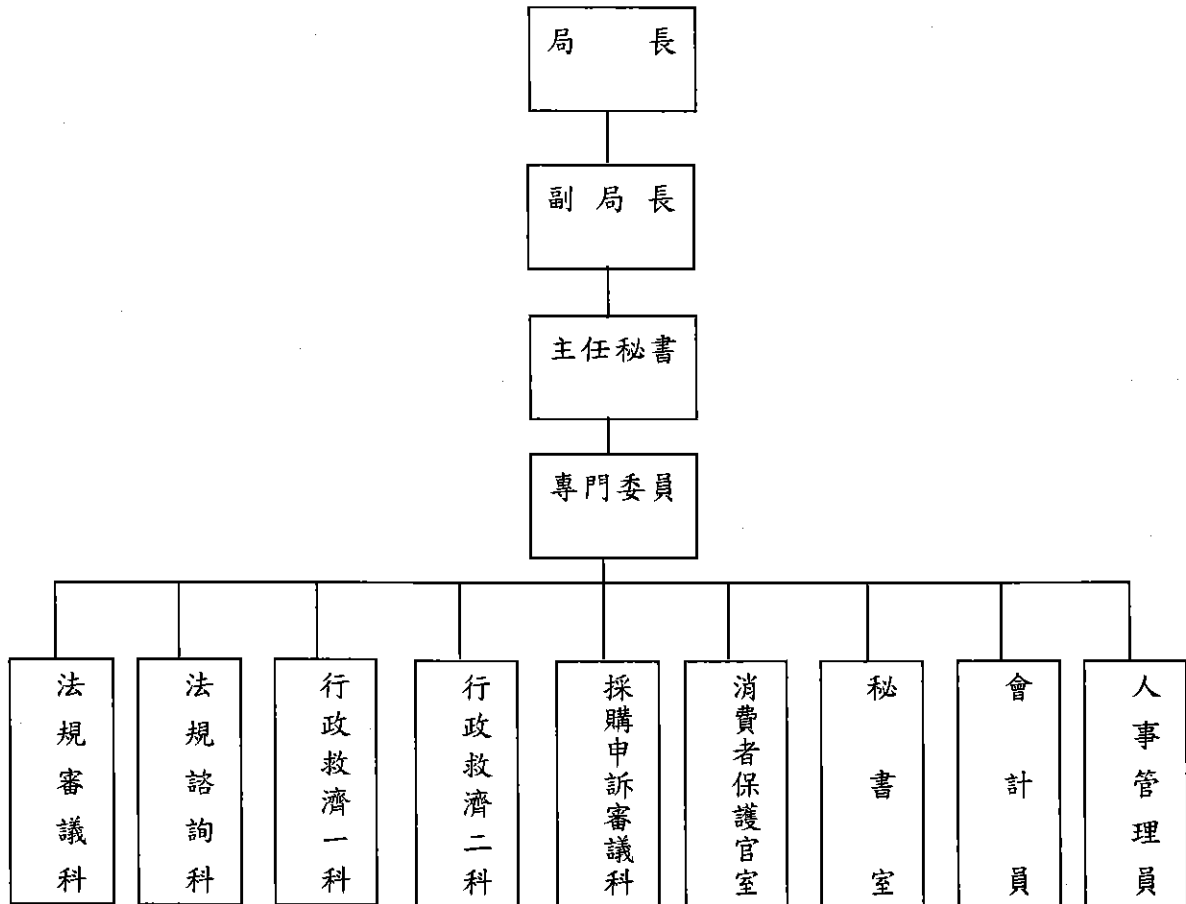 局長
副局長
主任秘書
專門委員
法規審議科
法規諮詢科
行政救濟一科
行政救濟二科
採購申訴審議科
消費者保護官室
秘書室
會計員
人事管理員